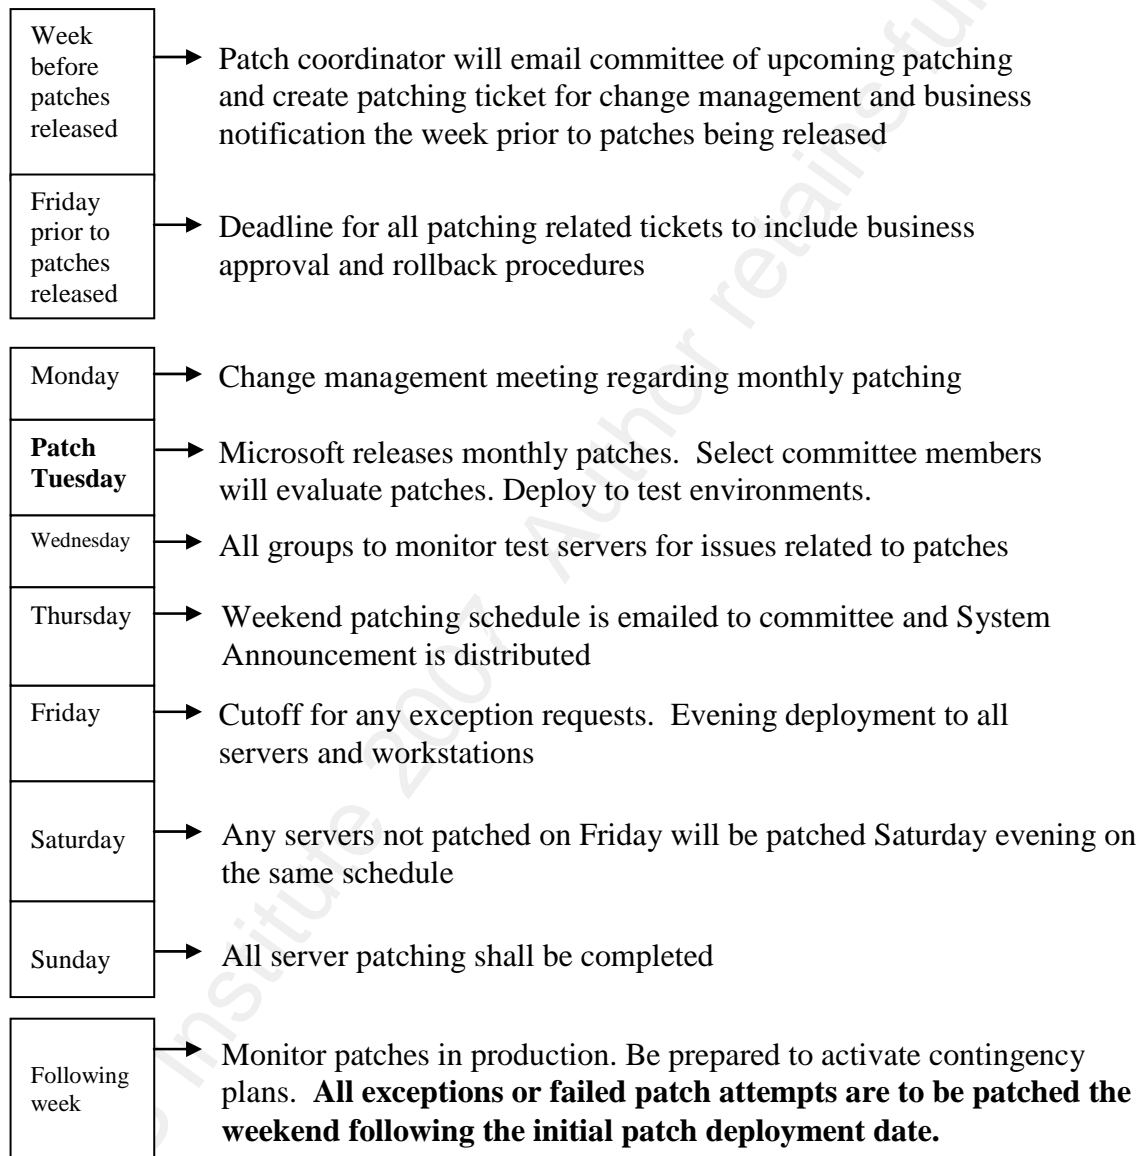 Week
before
patches
released
Patch coordinator will email committee of upcoming patching
and create patching ticket for change management and business
notification the week prior to patches being released
Friday
prior to
patches
released
Deadline for all patching related tickets to include business
approval and rollback procedures
Monday
Change management meeting regarding monthly patching
Patch
Tuesday
Microsoft releases monthly patches.  Select committee members
will evaluate patches. Deploy to test environments.
Wednesday
All groups to monitor test servers for issues related to patches
Thursday
Weekend patching schedule is emailed to committee and System
Announcement is distributed
Friday
Cutoff for any exception requests.  Evening deployment to all
servers and workstations
Saturday
Any servers not patched on Friday will be patched Saturday evening on
the same schedule
Sunday
All server patching shall be completed
Following
week
Monitor patches in production. Be prepared to activate contingency
plans.  All exceptions or failed patch attempts are to be patched the
weekend following the initial patch deployment date.
Institute 2007, Author retains